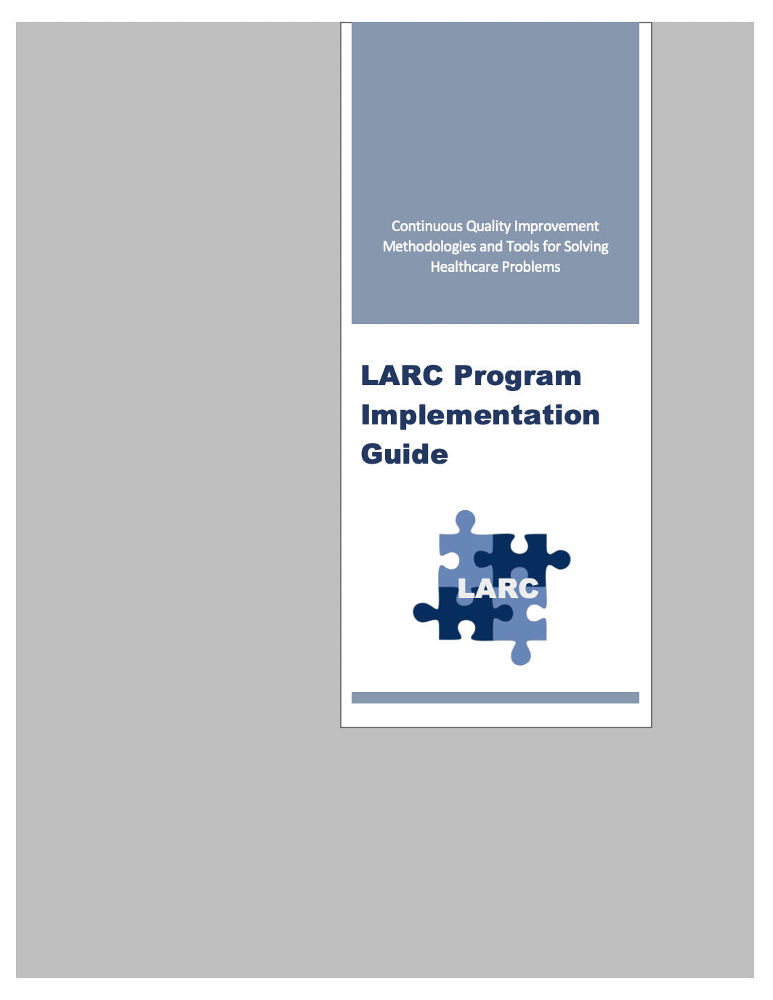 Continuous Quality Improvement
Methodologies and Tools for Solving
Healthcare Problems
LARC Program
Implementation
Guide
LARC